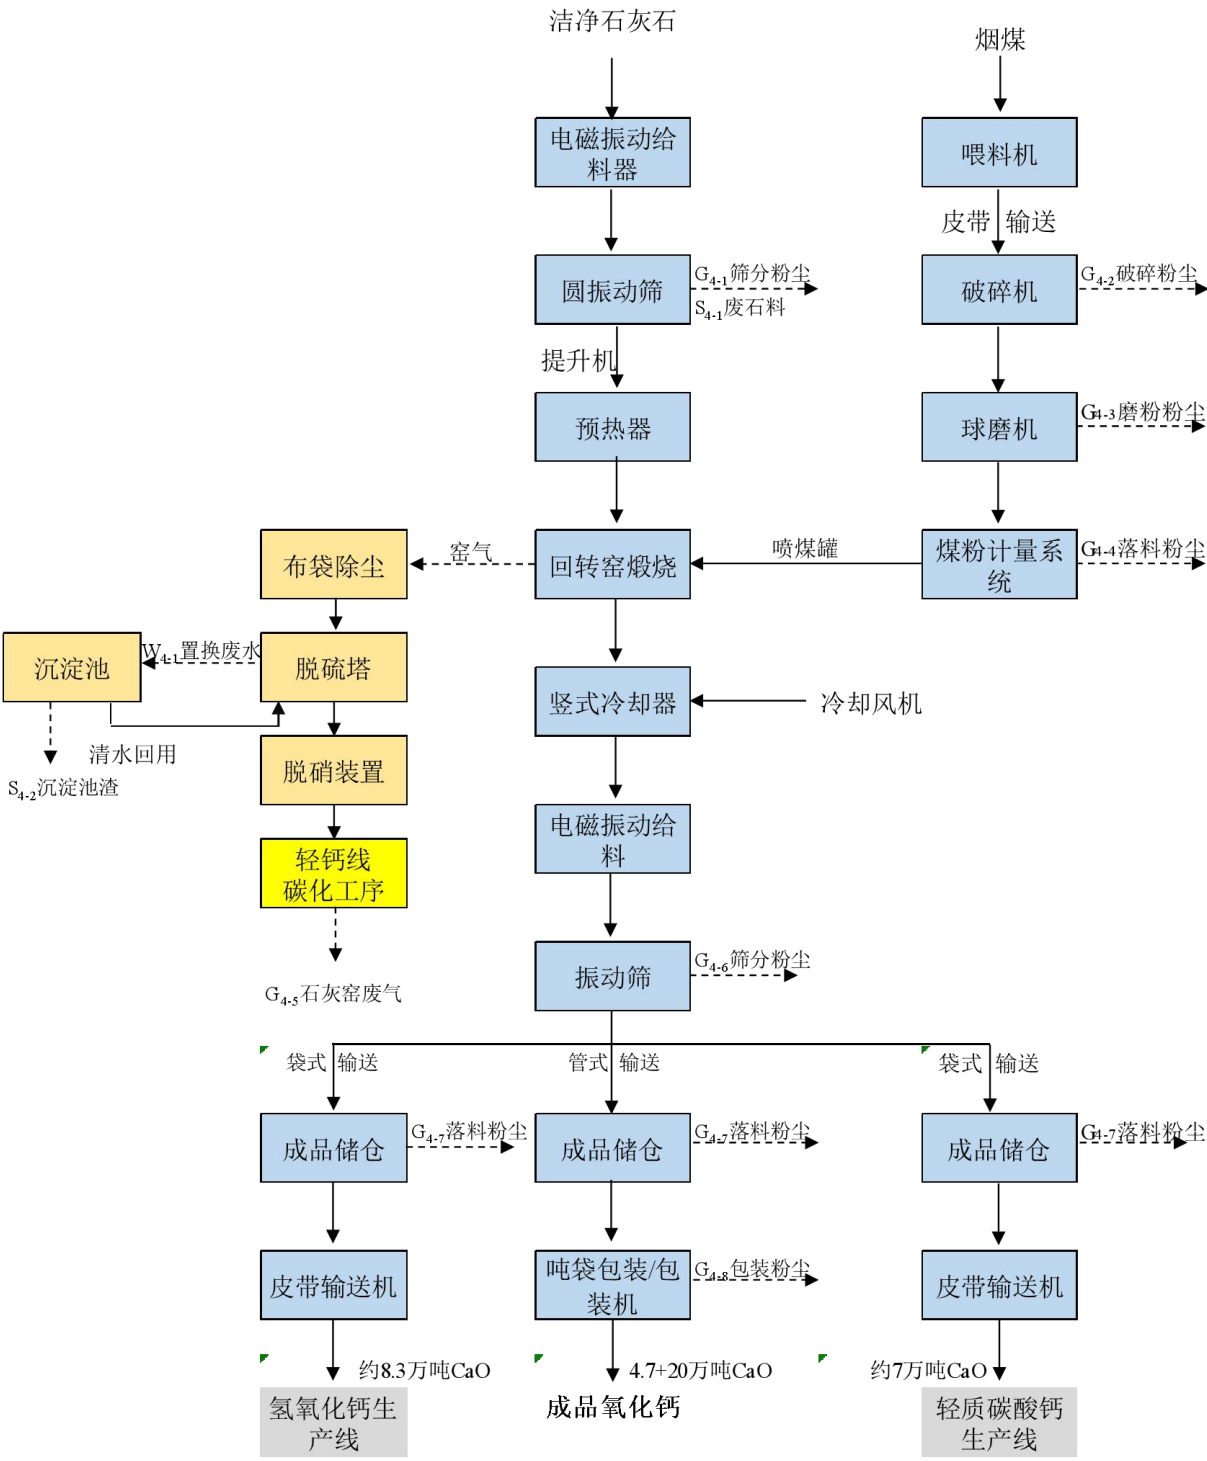 洁净石灰石
烟煤
电磁振动给
料器
喂料机
皮带 输送
圆振动筛
G4-1筛分粉尘
S4-1废石料
破碎机
G4-2破碎粉尘
提升机
预热器
球磨机
G4-3磨粉粉尘
布袋除尘
窑气
回转窑煅烧
喷煤罐
煤粉计量系
统
G4-4落料粉尘
沉淀池
W4-1置换废水
脱硫塔
竖式冷却器
冷却风机
清水回用
S4-2沉淀池渣
脱硝装置
电磁振动给
料
轻钙线
碳化工序
G4-5石灰窑废气
振动筛
G4-6筛分粉尘
袋式 输送
管式 输送
袋式 输送
成品储仓
G4-7落料粉尘
成品储仓
G4-7落料粉尘
成品储仓
G4-7落料粉尘
皮带输送机
吨袋包装/包
装机
G4-8包装粉尘
皮带输送机
约8.3万吨CaO
4.7+20万吨CaO
约7万吨CaO
氢氧化钙生
产线
成品氧化钙
轻质碳酸钙
生产线